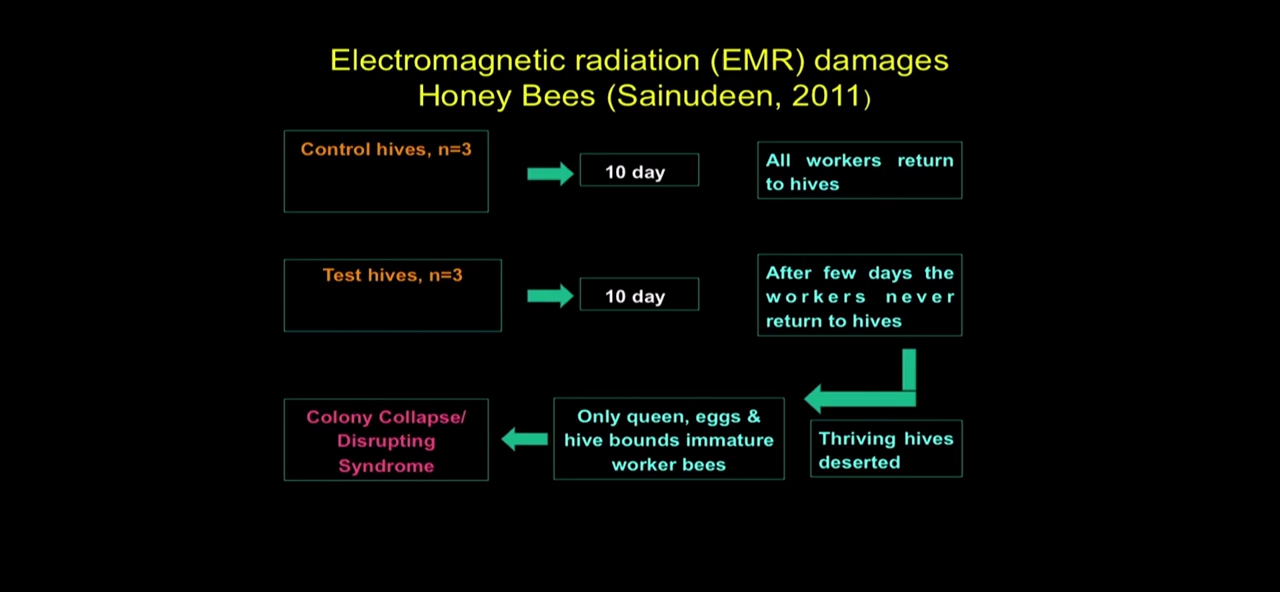 Electromagnetic radiation (EMR) damages
Honey Bees (Sainudeen, 2011)
Control hives, n=3
10 day
All workers return
to hives
Test hives, n=3
10 day
After few days the
workers never
return to hives
Colony Collapse/
Disrupting
Syndrome
Only queen, eggs &
hive bounds immature
worker bees
Thriving hives
deserted